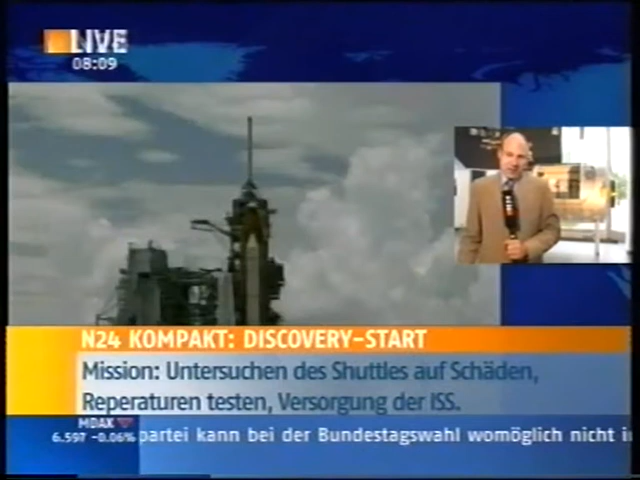 LIVE
08:09
N24 KOMPAKT: DISCOVERY-START
Mission: Untersuchen des Shuttles auf Schäden,
Reperaturen testen, Versorgung der ISS.
MDAX
6.597 -0.06%
partei kann bei der Bundestagswahl womöglich nicht i